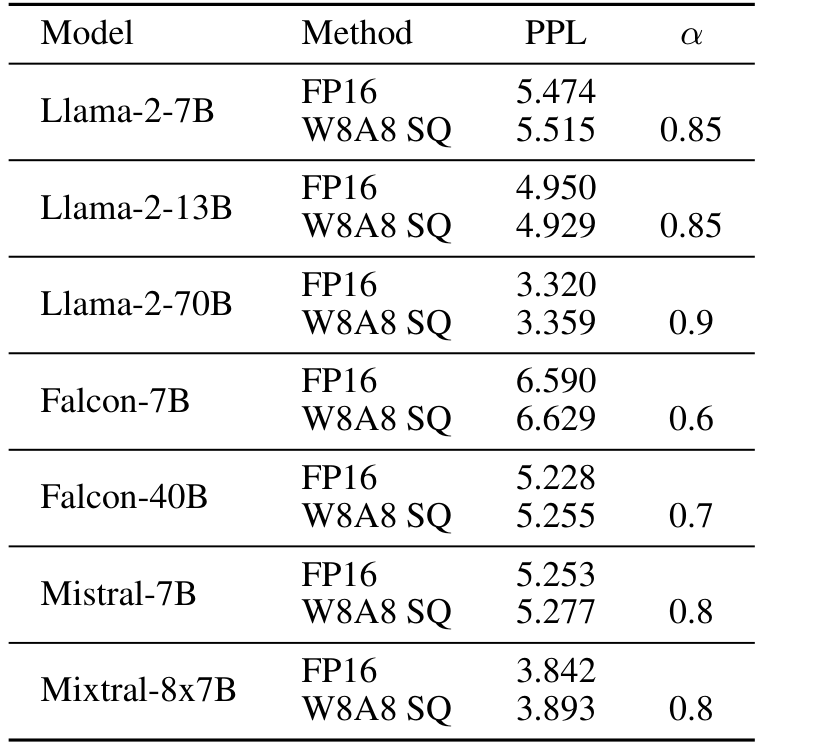 Model Method PPL α
Llama-2-7B FP16 5.474
W8A8 SQ 5.515 0.85
Llama-2-13B FP16 4.950
W8A8 SQ 4.929 0.85
Llama-2-70B FP16 3.320
W8A8 SQ 3.359 0.9
Falcon-7B FP16 6.590
W8A8 SQ 6.629 0.6
Falcon-40B FP16 5.228
W8A8 SQ 5.255 0.7
Mistral-7B FP16 5.253
W8A8 SQ 5.277 0.8
Mixtral-8x7B FP16 3.842
W8A8 SQ 3.893 0.8